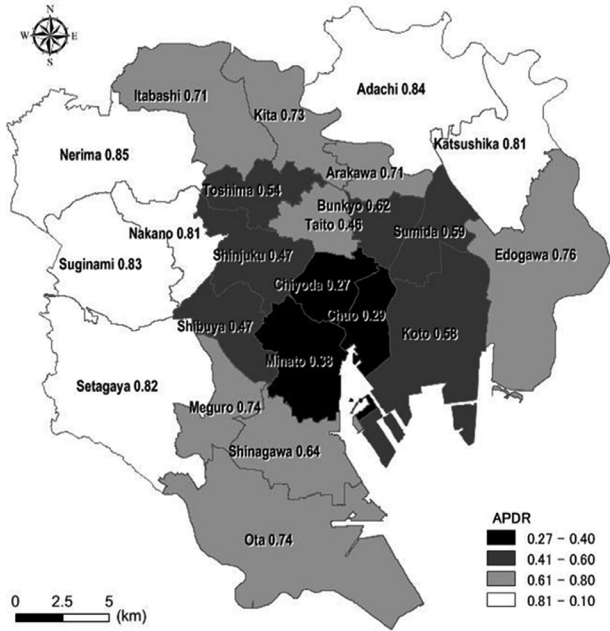 N
W E
S
Itabashi 0.71
Kita 0.73
Adachi 0.84
Nerima 0.85
Katsushika 0.81
Arakawa 0.71
Toshima 0.54
Bunkyo 0.62
Taito 0.46
Nakano 0.81
Sumida 0.59
Suginami 0.83
Shinjuku 0.47
Edogawa 0.76
Chiyoda 0.27
Chuo 0.29
Shibuya 0.47
Koto 0.58
Minato 0.38
Setagaya 0.82
Meguro 0.74
Shinagawa 0.64
Ota 0.74
APDR
0.27 - 0.40
0.41 - 0.60
0.61 - 0.80
0.81 - 0.10
0 2.5 5
(km)